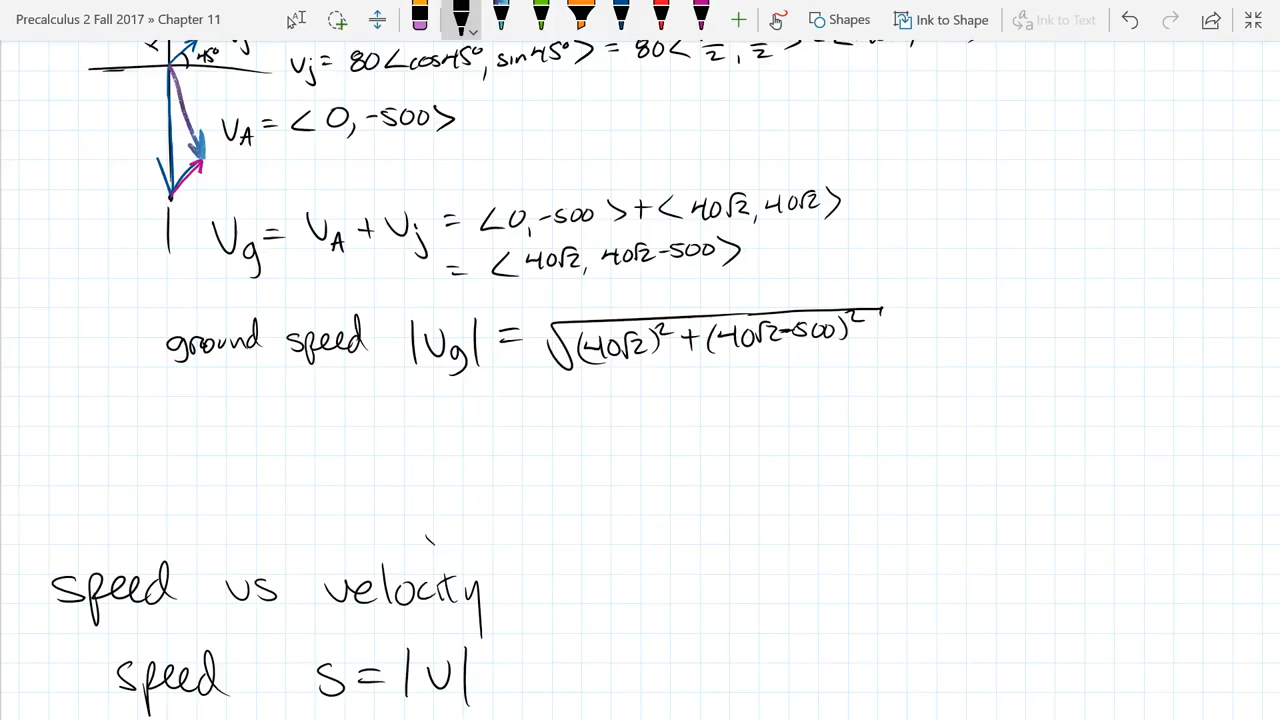 Precalculus 2 Fall 2017 » Chapter 11
Shapes
Ink to Shape
Ink to Text
45°
vj = 80<cos45°, sin45°> = 80<
2, 2> =
VA = <0, -500>
Vg = VA + Vj = <0, -500> + <40√2, 40√2>
= <40√2, 40√2-500>
ground speed |Vg| = √(40√2)² + (40√2-500)²
speed vs velocity
speed s = |v|